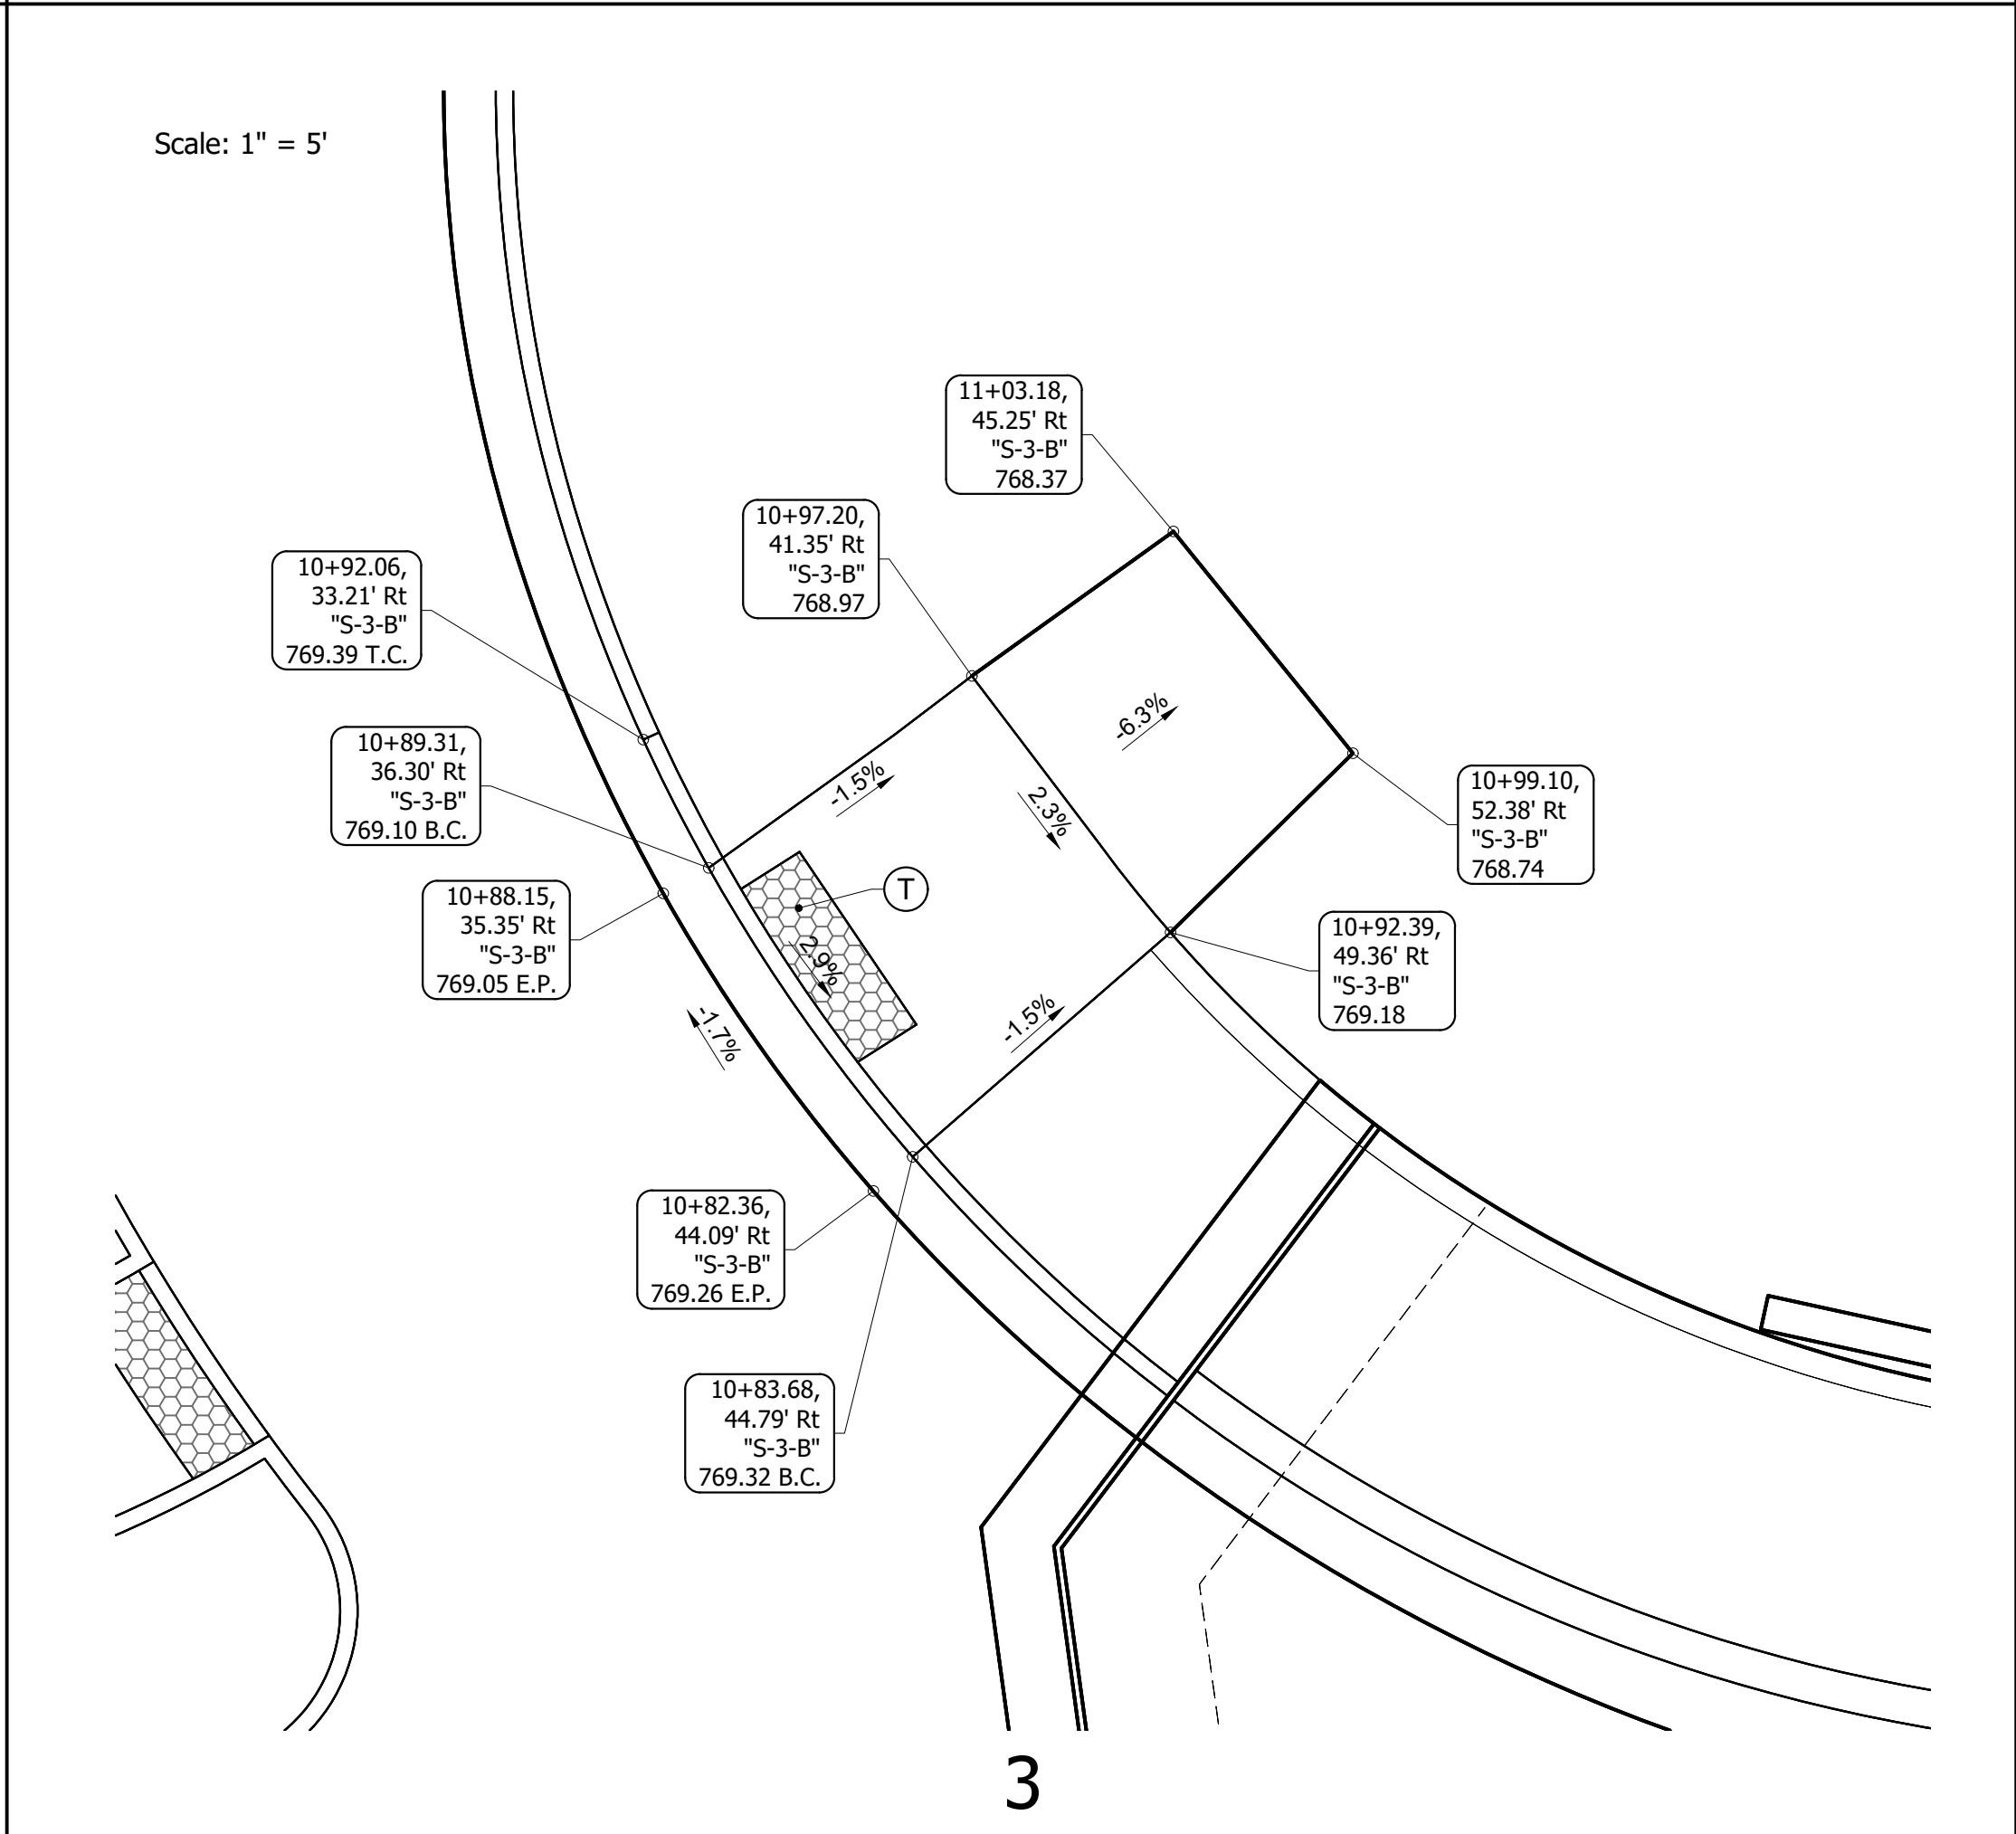 Scale: 1" = 5'
11+03.18,
45.25' Rt
"S-3-B"
768.37
10+97.20,
41.35' Rt
"S-3-B"
768.97
10+92.06,
33.21' Rt
"S-3-B"
769.39 T.C.
-6.3%
10+89.31,
36.30' Rt
"S-3-B"
769.10 B.C.
-1.5%
2.3%
10+99.10,
52.38' Rt
"S-3-B"
768.74
T
10+88.15,
35.35' Rt
"S-3-B"
769.05 E.P.
2.9%
10+92.39,
49.36' Rt
"S-3-B"
769.18
-1.7%
-1.5%
10+82.36,
44.09' Rt
"S-3-B"
769.26 E.P.
10+83.68,
44.79' Rt
"S-3-B"
769.32 B.C.
3